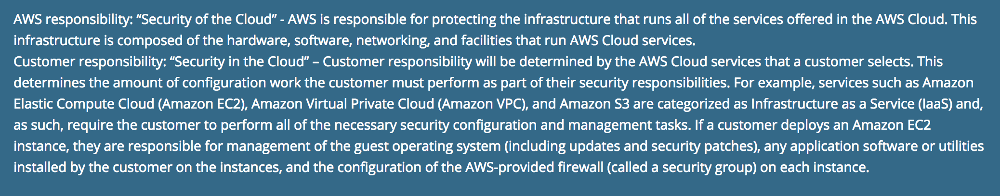 AWS responsibility: “Security of the Cloud” - AWS is responsible for protecting the infrastructure that runs all of the services offered in the AWS Cloud. This
infrastructure is composed of the hardware, software, networking, and facilities that run AWS Cloud services.
Customer responsibility: “Security in the Cloud” – Customer responsibility will be determined by the AWS Cloud services that a customer selects. This
determines the amount of configuration work the customer must perform as part of their security responsibilities. For example, services such as Amazon
Elastic Compute Cloud (Amazon EC2), Amazon Virtual Private Cloud (Amazon VPC), and Amazon S3 are categorized as Infrastructure as a Service (IaaS) and,
as such, require the customer to perform all of the necessary security configuration and management tasks. If a customer deploys an Amazon EC2
instance, they are responsible for management of the guest operating system (including updates and security patches), any application software or utilities
installed by the customer on the instances, and the configuration of the AWS-provided firewall (called a security group) on each instance.